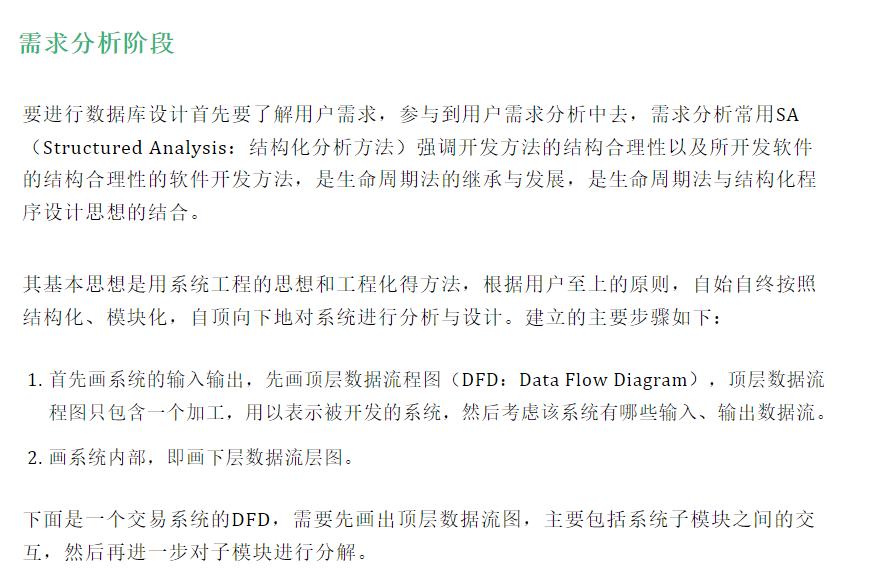 需求分析阶段
要进行数据库设计首先要了解用户需求，参与到用户需求分析中去，需求分析常用SA
（Structured Analysis：结构化分析方法）强调开发方法的结构合理性以及所开发软件
的结构合理性的软件开发方法，是生命周期法的继承与发展，是生命周期法与结构化程
序设计思想的结合。
其基本思想是用系统工程的思想和工程化得方法，根据用户至上的原则，自始自终按照
结构化、模块化，自顶向下地对系统进行分析与设计。建立的主要步骤如下：
1. 首先画系统的输入输出，先画顶层数据流程图（DFD：Data Flow Diagram），顶层数据流
程图只包含一个加工，用以表示被开发的系统，然后考虑该系统有哪些输入、输出数据流。
2. 画系统内部，即画下层数据流层图。
下面是一个交易系统的DFD，需要先画出顶层数据流图，主要包括系统子模块之间的交
互，然后再进一步对子模块进行分解。